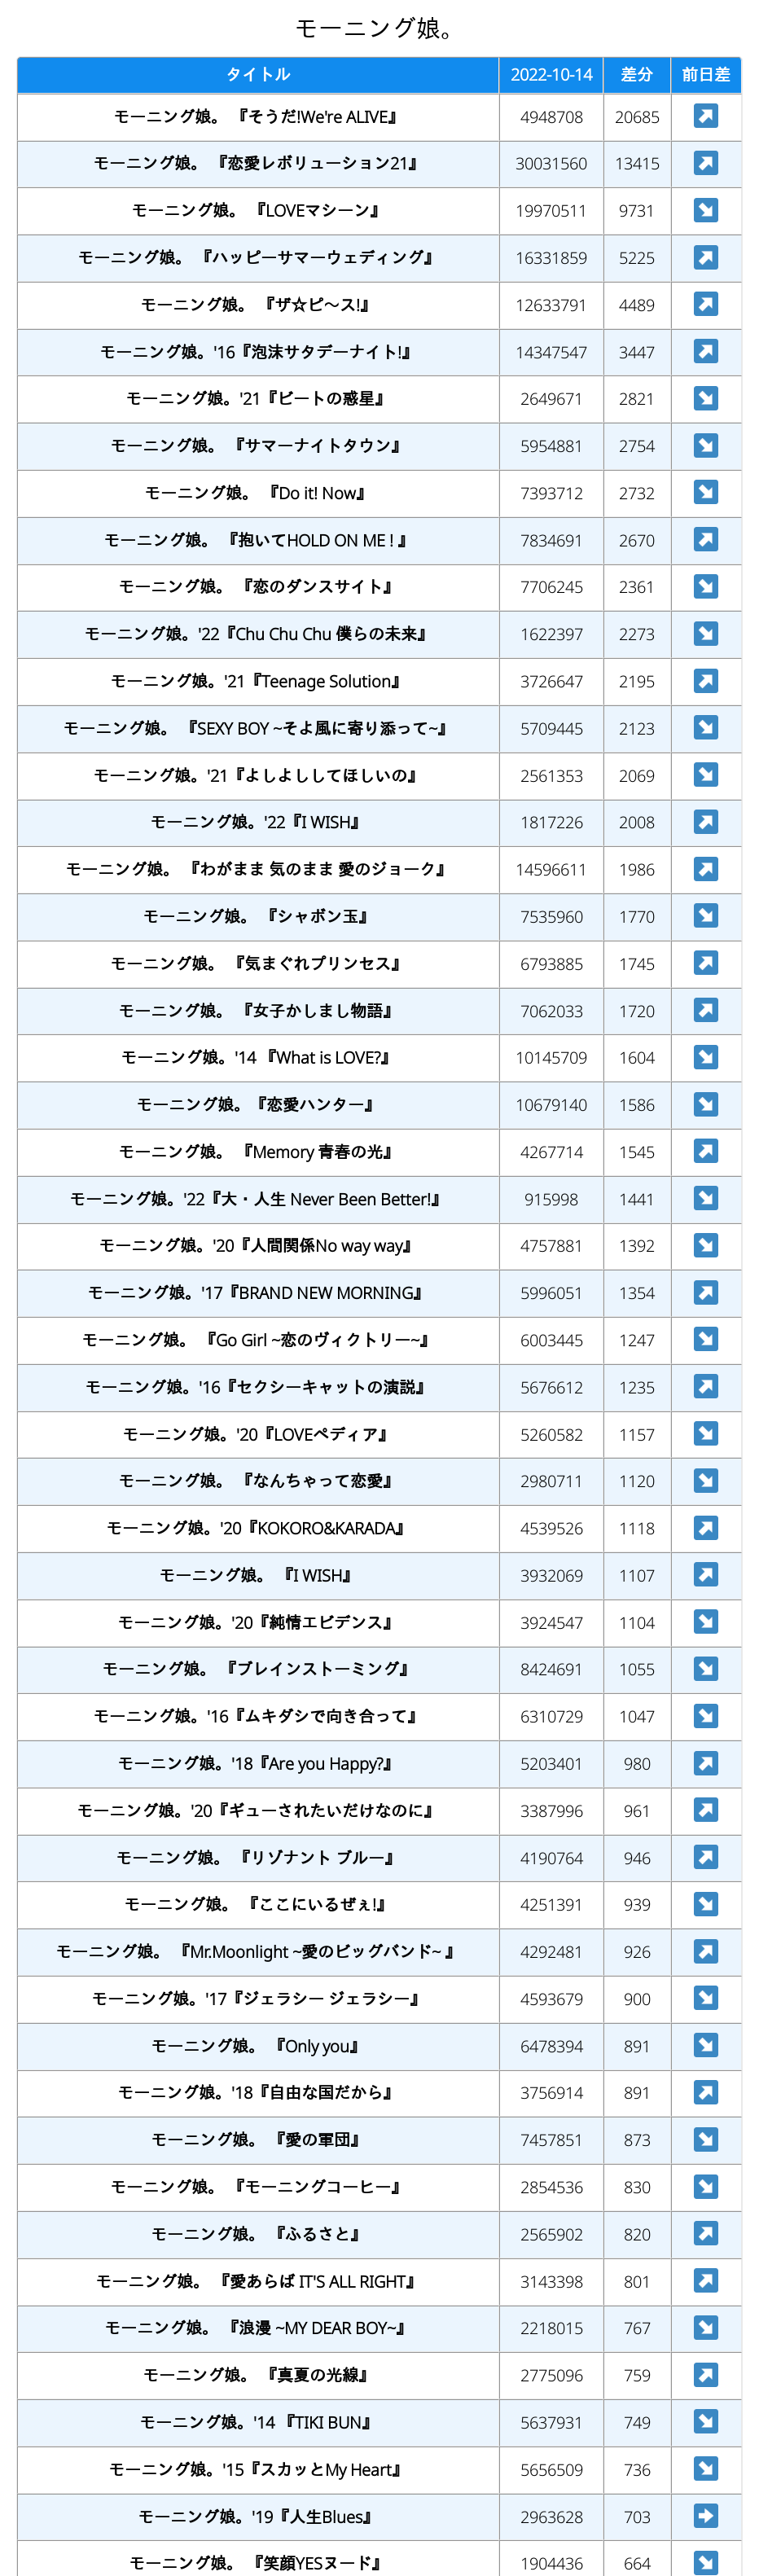 モーニング娘。
タイトル 2022-10-14 差分 前日差
モーニング娘。 『そうだ!We're ALIVE』 4948708 20685 ↗
モーニング娘。 『恋愛レボリューション21』 30031560 13415 ↗
モーニング娘。 『LOVEマシーン』 19970511 9731 ↘
モーニング娘。 『ハッピーサマーウェディング』 16331859 5225 ↗
モーニング娘。 『ザ☆ピ〜ス!』 12633791 4489 ↗
モーニング娘。'16『泡沫サタデーナイト!』 14347547 3447 ↗
モーニング娘。'21『ビートの惑星』 2649671 2821 ↘
モーニング娘。 『サマーナイトタウン』 5954881 2754 ↘
モーニング娘。 『Do it! Now』 7393712 2732 ↘
モーニング娘。 『抱いてHOLD ON ME ! 』 7834691 2670 ↗
モーニング娘。 『恋のダンスサイト』 7706245 2361 ↘
モーニング娘。'22『Chu Chu Chu 僕らの未来』 1622397 2273 ↘
モーニング娘。'21『Teenage Solution』 3726647 2195 ↗
モーニング娘。 『SEXY BOY ~そよ風に寄り添って~』 5709445 2123 ↘
モーニング娘。'21『よしよししてほしいの』 2561353 2069 ↘
モーニング娘。'22『I WISH』 1817226 2008 ↗
モーニング娘。 『わがまま 気のまま 愛のジョーク』 14596611 1986 ↗
モーニング娘。 『シャボン玉』 7535960 1770 ↘
モーニング娘。 『気まぐれプリンセス』 6793885 1745 ↗
モーニング娘。 『女子かしまし物語』 7062033 1720 ↗
モーニング娘。'14 『What is LOVE?』 10145709 1604 ↘
モーニング娘。『恋愛ハンター』 10679140 1586 ↘
モーニング娘。 『Memory 青春の光』 4267714 1545 ↗
モーニング娘。'22『大・人生 Never Been Better!』 915998 1441 ↘
モーニング娘。'20『人間関係No way way』 4757881 1392 ↘
モーニング娘。'17『BRAND NEW MORNING』 5996051 1354 ↗
モーニング娘。 『Go Girl ~恋のヴィクトリー~』 6003445 1247 ↘
モーニング娘。'16『セクシーキャットの演説』 5676612 1235 ↗
モーニング娘。'20『LOVEペディア』 5260582 1157 ↘
モーニング娘。 『なんちゃって恋愛』 2980711 1120 ↘
モーニング娘。'20『KOKORO&KARADA』 4539526 1118 ↗
モーニング娘。 『I WISH』 3932069 1107 ↗
モーニング娘。'20『純情エビデンス』 3924547 1104 ↘
モーニング娘。 『ブレインストーミング』 8424691 1055 ↘
モーニング娘。'16『ムキダシで向き合って』 6310729 1047 ↘
モーニング娘。'18『Are you Happy?』 5203401 980 ↗
モーニング娘。'20『ギューされたいだけなのに』 3387996 961 ↗
モーニング娘。 『リゾナント ブルー』 4190764 946 ↗
モーニング娘。 『ここにいるぜぇ!』 4251391 939 ↘
モーニング娘。 『Mr.Moonlight ~愛のビッグバンド~ 』 4292481 926 ↗
モーニング娘。'17『ジェラシー ジェラシー』 4593679 900 ↘
モーニング娘。 『Only you』 6478394 891 ↘
モーニング娘。'18『自由な国だから』 3756914 891 ↗
モーニング娘。 『愛の軍団』 7457851 873 ↘
モーニング娘。 『モーニングコーヒー』 2854536 830 ↘
モーニング娘。 『ふるさと』 2565902 820 ↗
モーニング娘。 『愛あらば IT'S ALL RIGHT』 3143398 801 ↗
モーニング娘。 『浪漫 ~MY DEAR BOY~』 2218015 767 ↘
モーニング娘。 『真夏の光線』 2775096 759 ↗
モーニング娘。'14 『TIKI BUN』 5637931 749 ↘
モーニング娘。'15『スカッとMy Heart』 5656509 736 ↘
モーニング娘。'19『人生Blues』 2963628 703 ➡
モーニング娘。 『笑顔YESヌード』 1904436 664 ↘